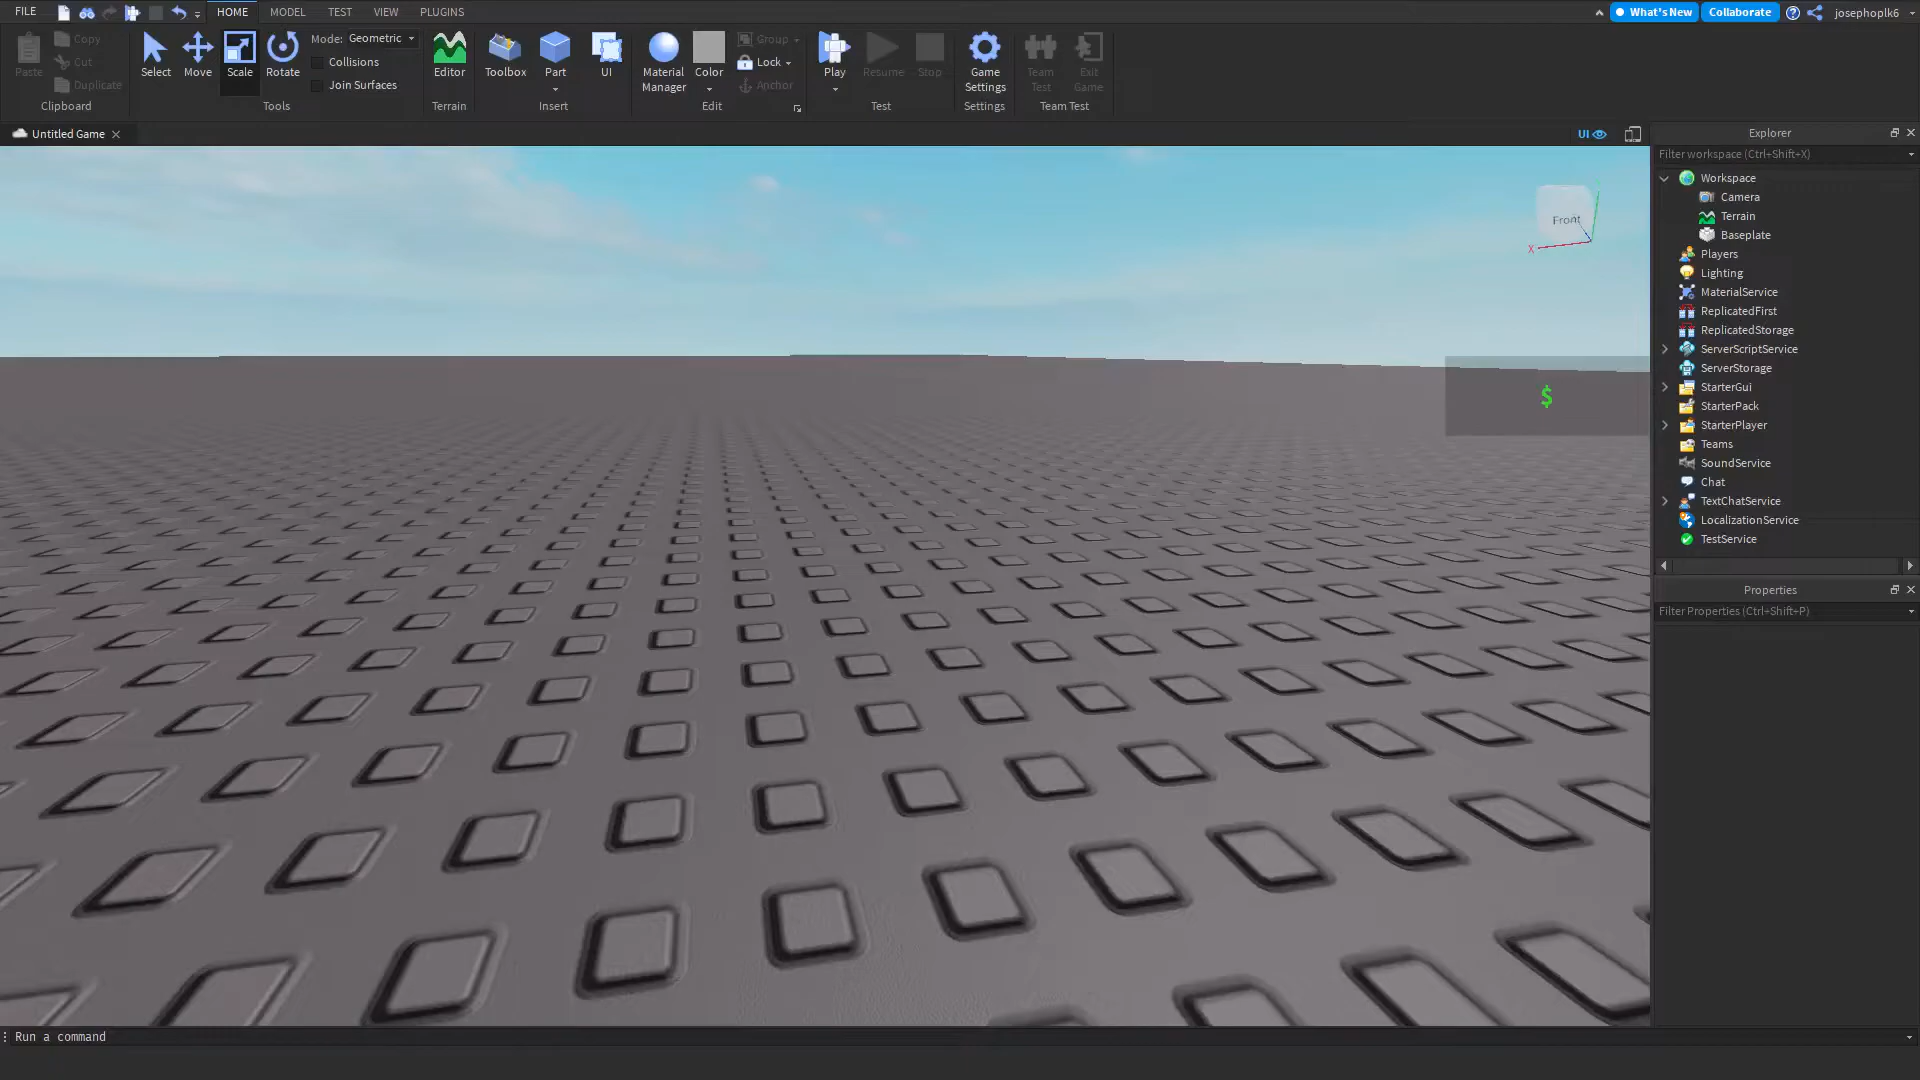 FILE
HOME
MODEL
TEST
VIEW
PLUGINS
What's New
Collaborate
josephoplk6
Paste
Copy
Cut
Duplicate
Clipboard
Select
Move
Scale
Rotate
Mode: Geometric
Collisions
Join Surfaces
Tools
Editor
Terrain
Toolbox
Part
UI
Insert
Material
Manager
Color
Group
Lock
Anchor
Edit
Play
Resume
Stop
Test
Game
Settings
Settings
Team
Test
Exit
Game
Team Test
Untitled Game
UI
Front
X
$
Explorer
Filter workspace (Ctrl+Shift+X)
Workspace
Camera
Terrain
Baseplate
Players
Lighting
MaterialService
ReplicatedFirst
ReplicatedStorage
ServerScriptService
ServerStorage
StarterGui
StarterPack
StarterPlayer
Teams
SoundService
Chat
TextChatService
LocalizationService
TestService
Properties
Filter Properties (Ctrl+Shift+P)
Run a command